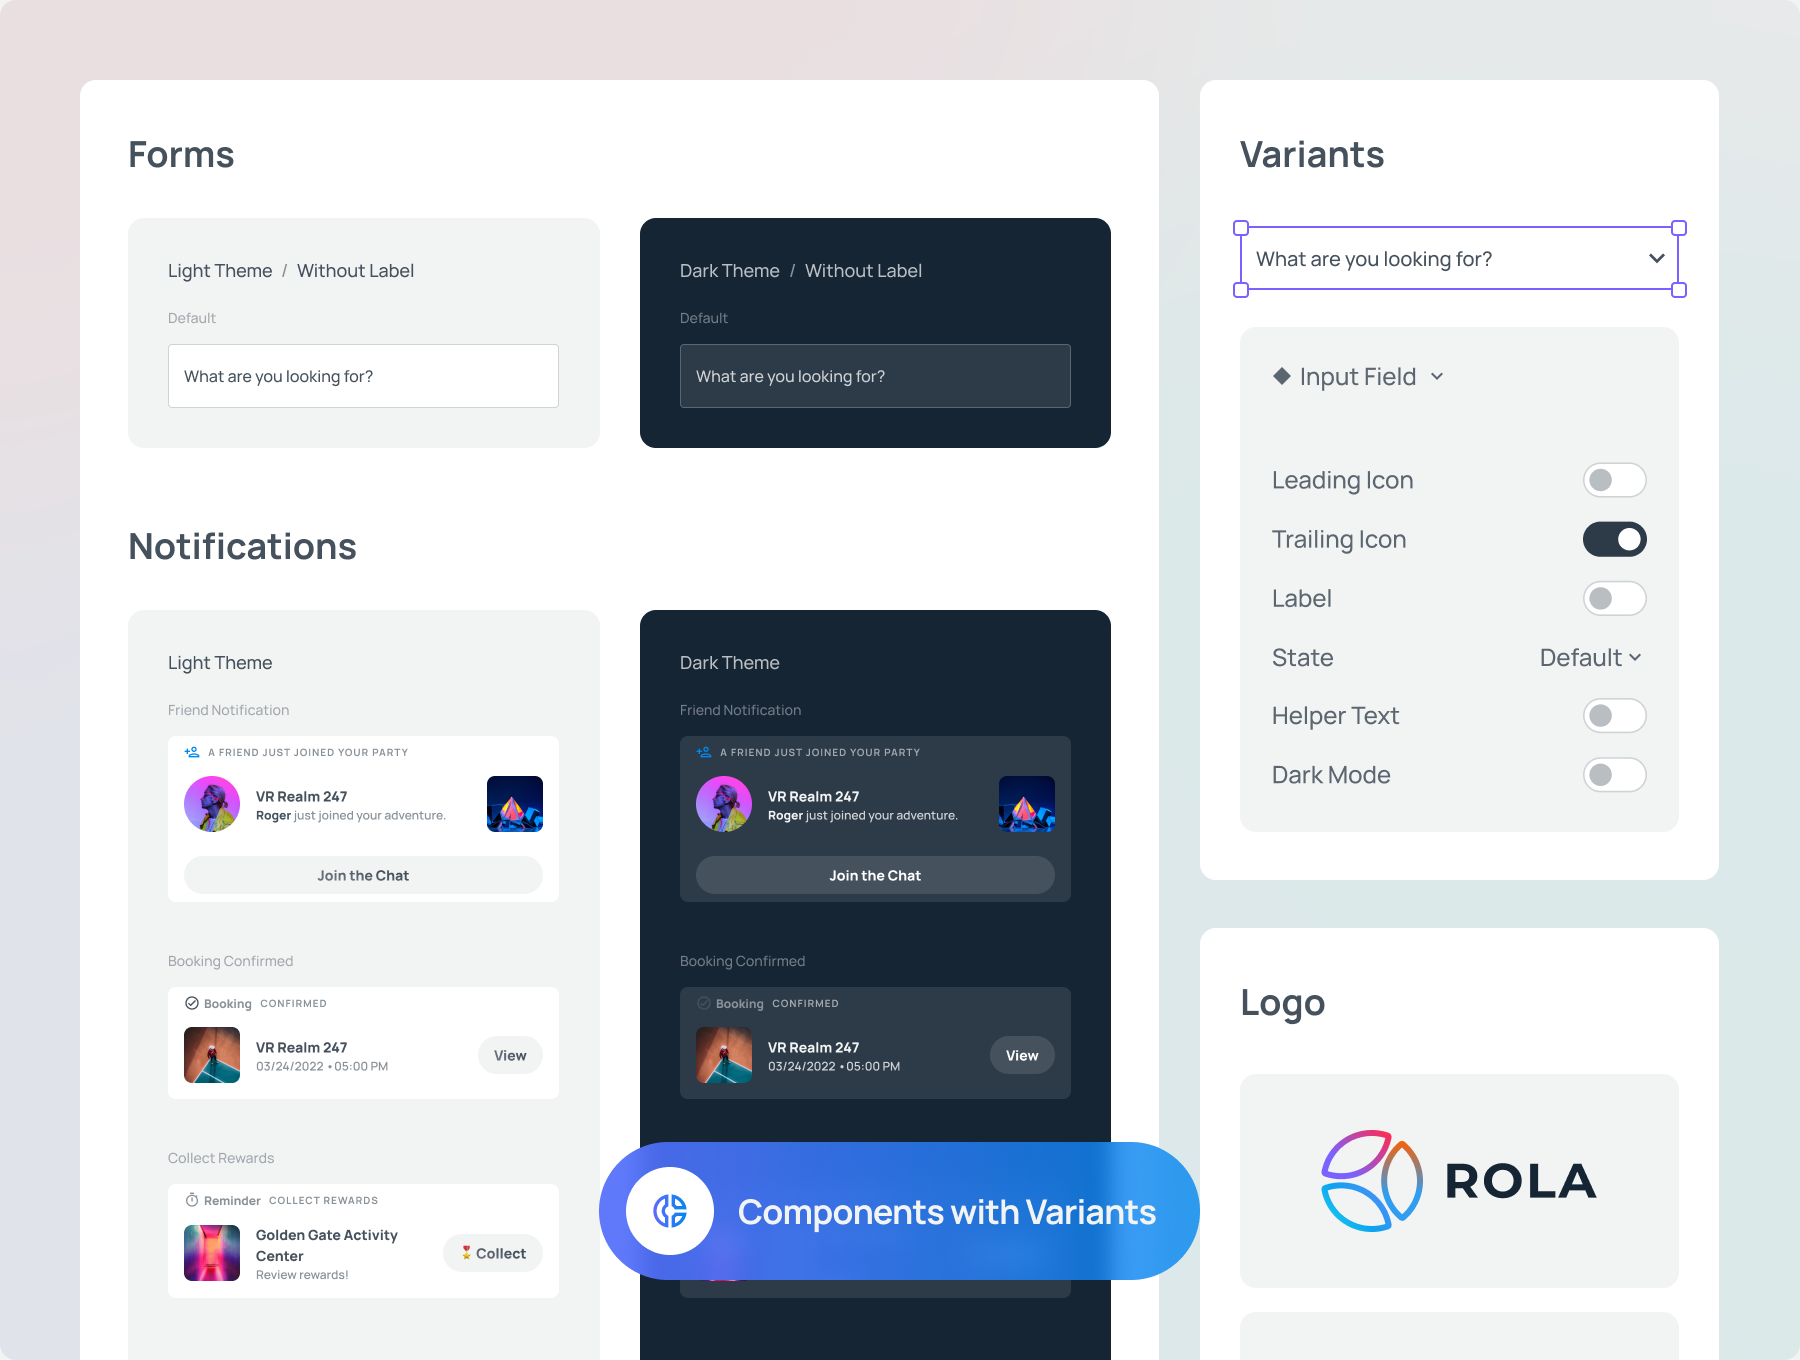 Forms
Light Theme / Without Label
Default
What are you looking for?
Dark Theme / Without Label
Default
What are you looking for?
Notifications
Light Theme
Friend Notification
A FRIEND JUST JOINED YOUR PARTY
VR Realm 247
Roger just joined your adventure.
Join the Chat
Booking Confirmed
Booking CONFIRMED
VR Realm 247
03/24/2022 • 05:00 PM
View
Collect Rewards
Reminder COLLECT REWARDS
Golden Gate Activity
Center
Review rewards!
Collect
Dark Theme
Friend Notification
A FRIEND JUST JOINED YOUR PARTY
VR Realm 247
Roger just joined your adventure.
Join the Chat
Booking Confirmed
Booking CONFIRMED
VR Realm 247
03/24/2022 • 05:00 PM
View
Components with Variants
Variants
What are you looking for?
Input Field
Leading Icon
Trailing Icon
Label
State Default
Helper Text
Dark Mode
Logo
ROLA